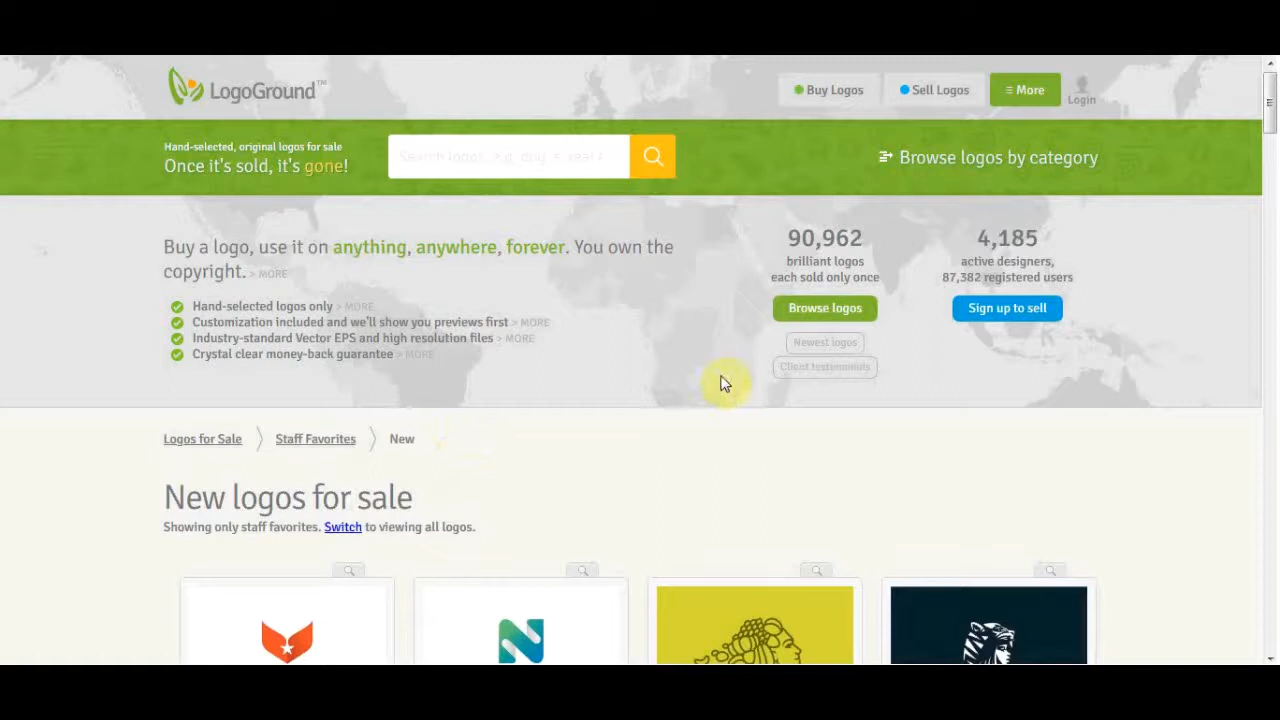 LogoGround™
Buy Logos
Sell Logos
≡ More
Login
Hand-selected, original logos for sale
Once it's sold, it's gone!
Search logos, e.g. dog,
Browse logos by category
Buy a logo, use it on anything, anywhere, forever. You own the
copyright. > MORE
Hand-selected logos only > MORE
Customization included and we'll show you previews first > MORE
Industry-standard Vector EPS and high resolution files > MORE
Crystal clear money-back guarantee > MORE
90,962
brilliant logos
each sold only once
Browse logos
Newest logos
Client testimonials
4,185
active designers,
87,382 registered users
Sign up to sell
Logos for Sale
Staff Favorites
New
New logos for sale
Showing only staff favorites. Switch to viewing all logos.